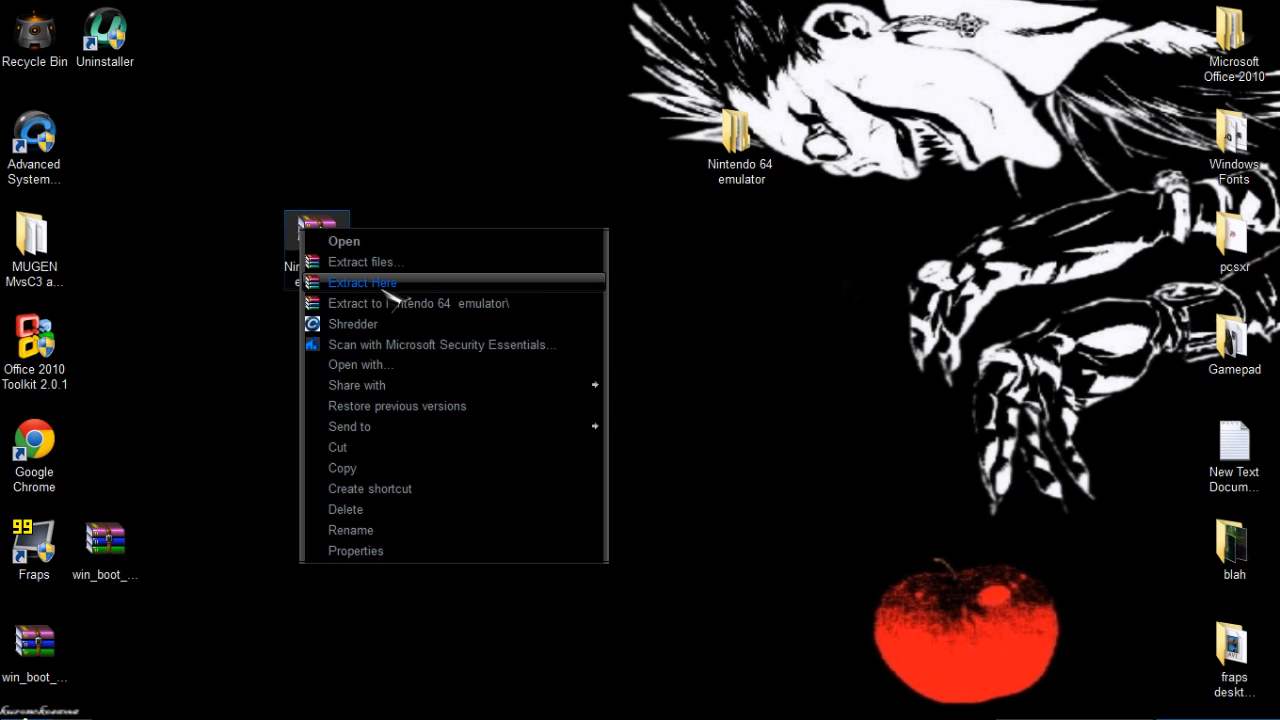 Recycle Bin
Uninstaller
Advanced
System...
MUGEN
MvsC3 a...
Office 2010
Toolkit 2.0.1
Google
Chrome
99
Fraps
win_boot_...
win_boot_...
Open
Extract files...
Extract Here
Extract to Nintendo 64 emulator\
Shredder
Scan with Microsoft Security Essentials...
Open with...
Share with
Restore previous versions
Send to
Cut
Copy
Create shortcut
Delete
Rename
Properties
Nintendo 64
emulator
Microsoft
Office 2010
Windows
Fonts
pcsxr
Gamepad
New Text
Docum...
blah
fraps
deskt...